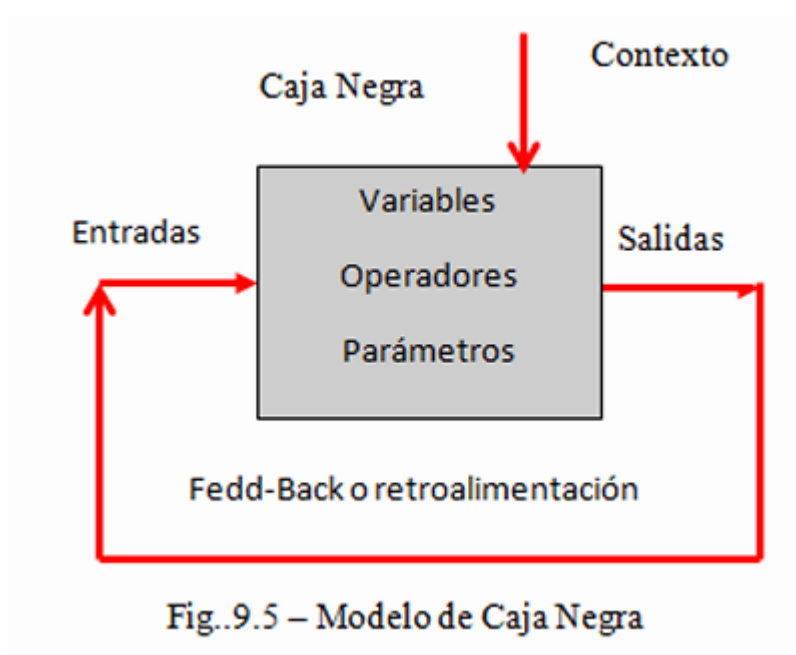 Contexto
Caja Negra
Variables
Entradas
Salidas
Operadores
Parámetros
Fedd-Back o retroalimentación
Fig..9.5 – Modelo de Caja Negra